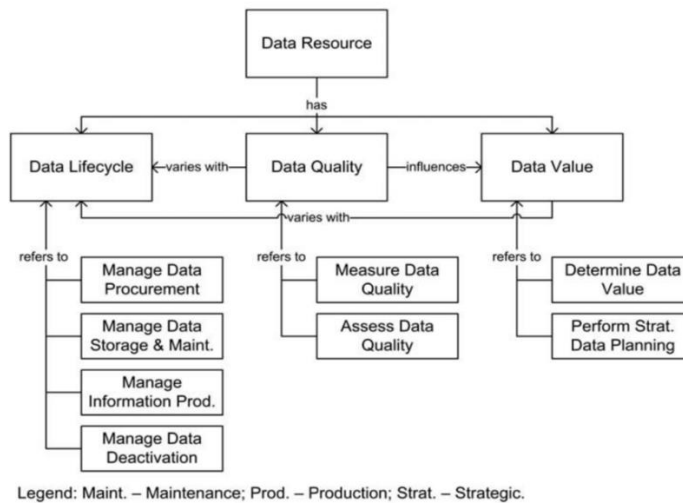 Data Resource
has
Data Lifecycle
varies with
Data Quality
influences
Data Value
varies with
refers to
refers to
refers to
Manage Data
Procurement
Measure Data
Quality
Determine Data
Value
Manage Data
Storage & Maint.
Assess Data
Quality
Perform Strat.
Data Planning
Manage
Information Prod.
Manage Data
Deactivation
Legend: Maint. – Maintenance; Prod. – Production; Strat. – Strategic.